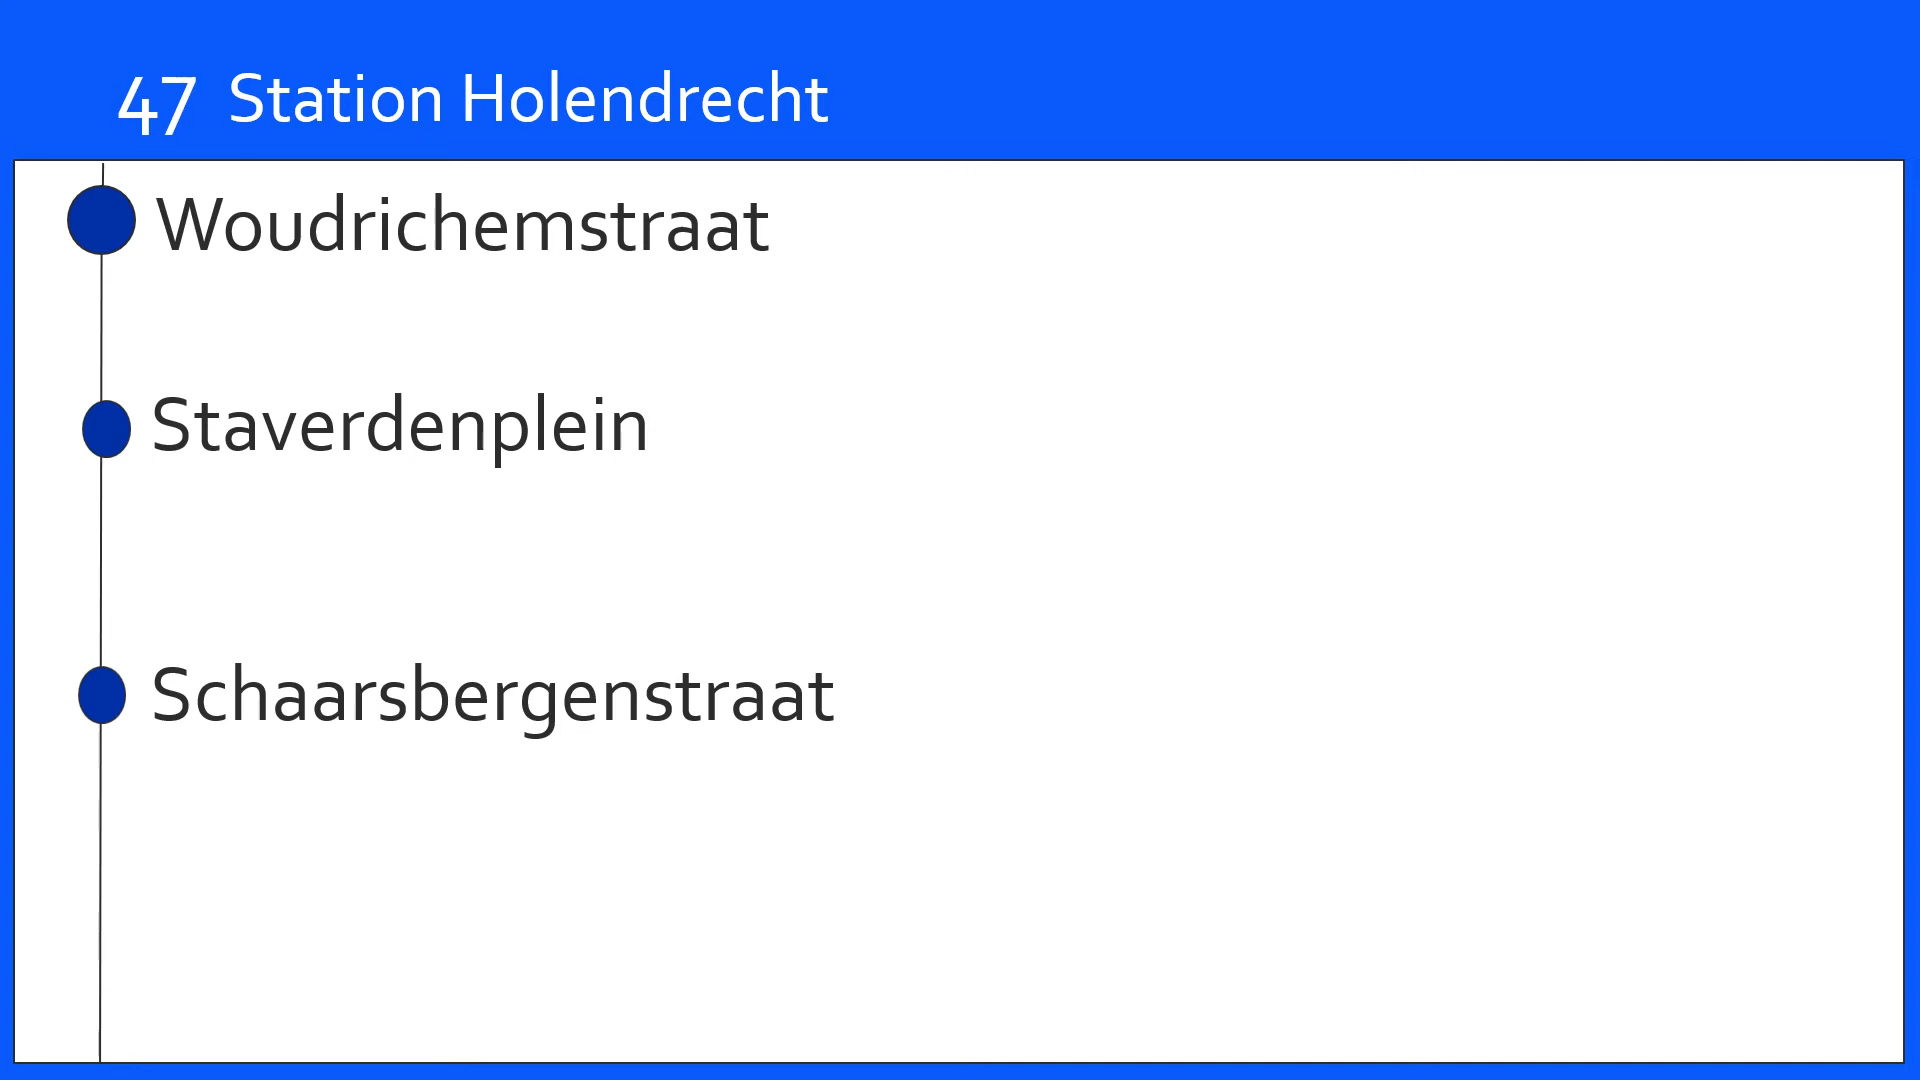 47 Station Holendrecht
Woudrichemstraat
Staverdenplein
Schaarsbergenstraat